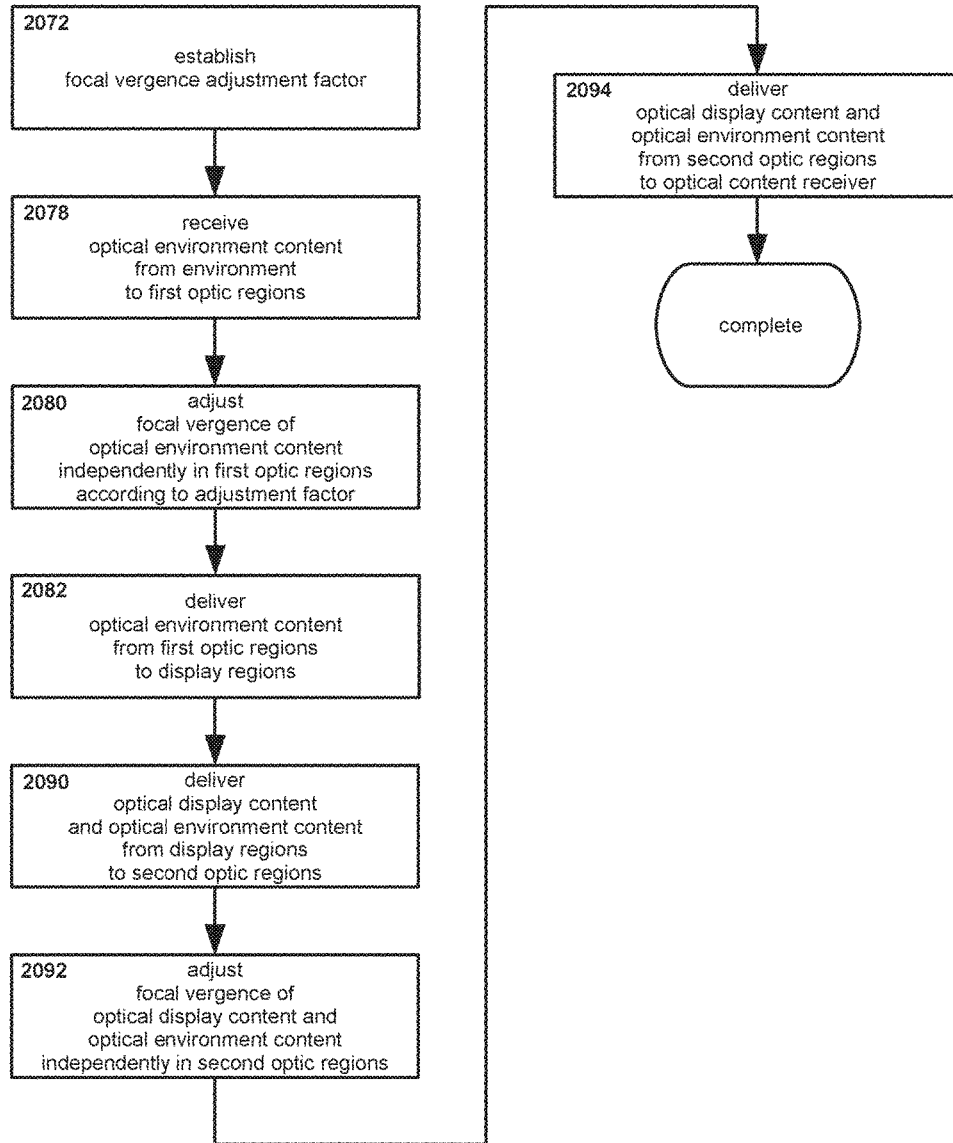 2072
establish
focal vergence adjustment factor
2078
receive
optical environment content
from environment
to first optic regions
2080
adjust
focal vergence of
optical environment content
independently in first optic regions
according to adjustment factor
2082
deliver
optical environment content
from first optic regions
to display regions
2090
deliver
optical display content
and optical environment content
from display regions
to second optic regions
2092
adjust
focal vergence of
optical display content and
optical environment content
independently in second optic regions
2094
deliver
optical display content and
optical environment content
from second optic regions
to optical content receiver
complete